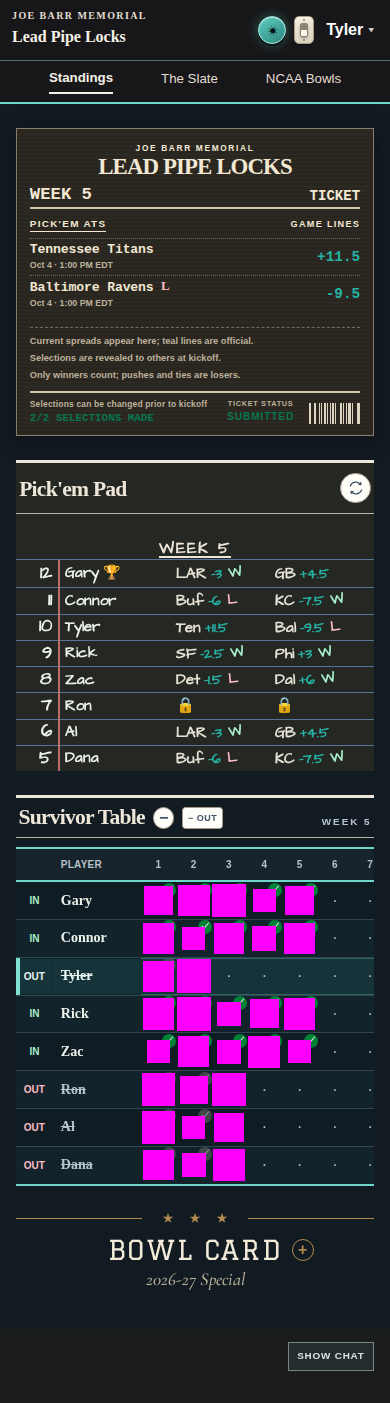 JOE BARR MEMORIAL
Lead Pipe Locks
Tyler
Standings The Slate NCAA Bowls
JOE BARR MEMORIAL
LEAD PIPE LOCKS
WEEK 5 TICKET
PICK'EM ATS GAME LINES
Tennessee Titans
Oct 4 · 1:00 PM EDT
+11.5
Baltimore Ravens L
Oct 4 · 1:00 PM EDT
-9.5
Current spreads appear here; teal lines are official.
Selections are revealed to others at kickoff.
Only winners count; pushes and ties are losers.
Selections can be changed prior to kickoff
2/2 SELECTIONS MADE
TICKET STATUS
SUBMITTED
Pick'em Pad
WEEK 5
12 Gary 🏆 LAR -3 W GB +4.5
11 Connor Buf -6 L KC -7.5 W
10 Tyler Ten +11.5 Bal -9.5 L
9 Rick SF -2.5 W Phi +3 W
8 Zac Det -1.5 L Dal +6 W
7 Ron 🔒 🔒
6 Al LAR -3 W GB +4.5
5 Dana Buf -6 L KC -7.5 W
Survivor Table − − OUT WEEK 5
PLAYER 1 2 3 4 5 6 7
IN Gary · ·
IN Connor · ·
OUT Tyler · · · · ·
IN Rick · ·
IN Zac · ·
OUT Ron · · · ·
OUT Al · · · ·
OUT Dana · · · ·
★ ★ ★
BOWL CARD +
2026-27 Special
SHOW CHAT